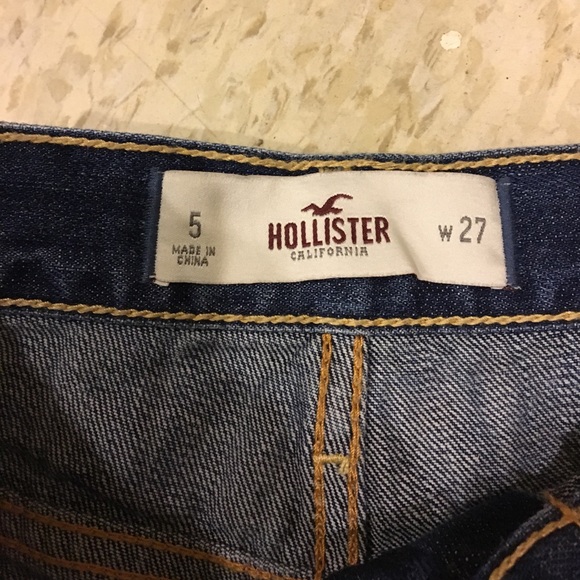 5
MADE IN
CHINA
HOLLISTER
CALIFORNIA
W 27